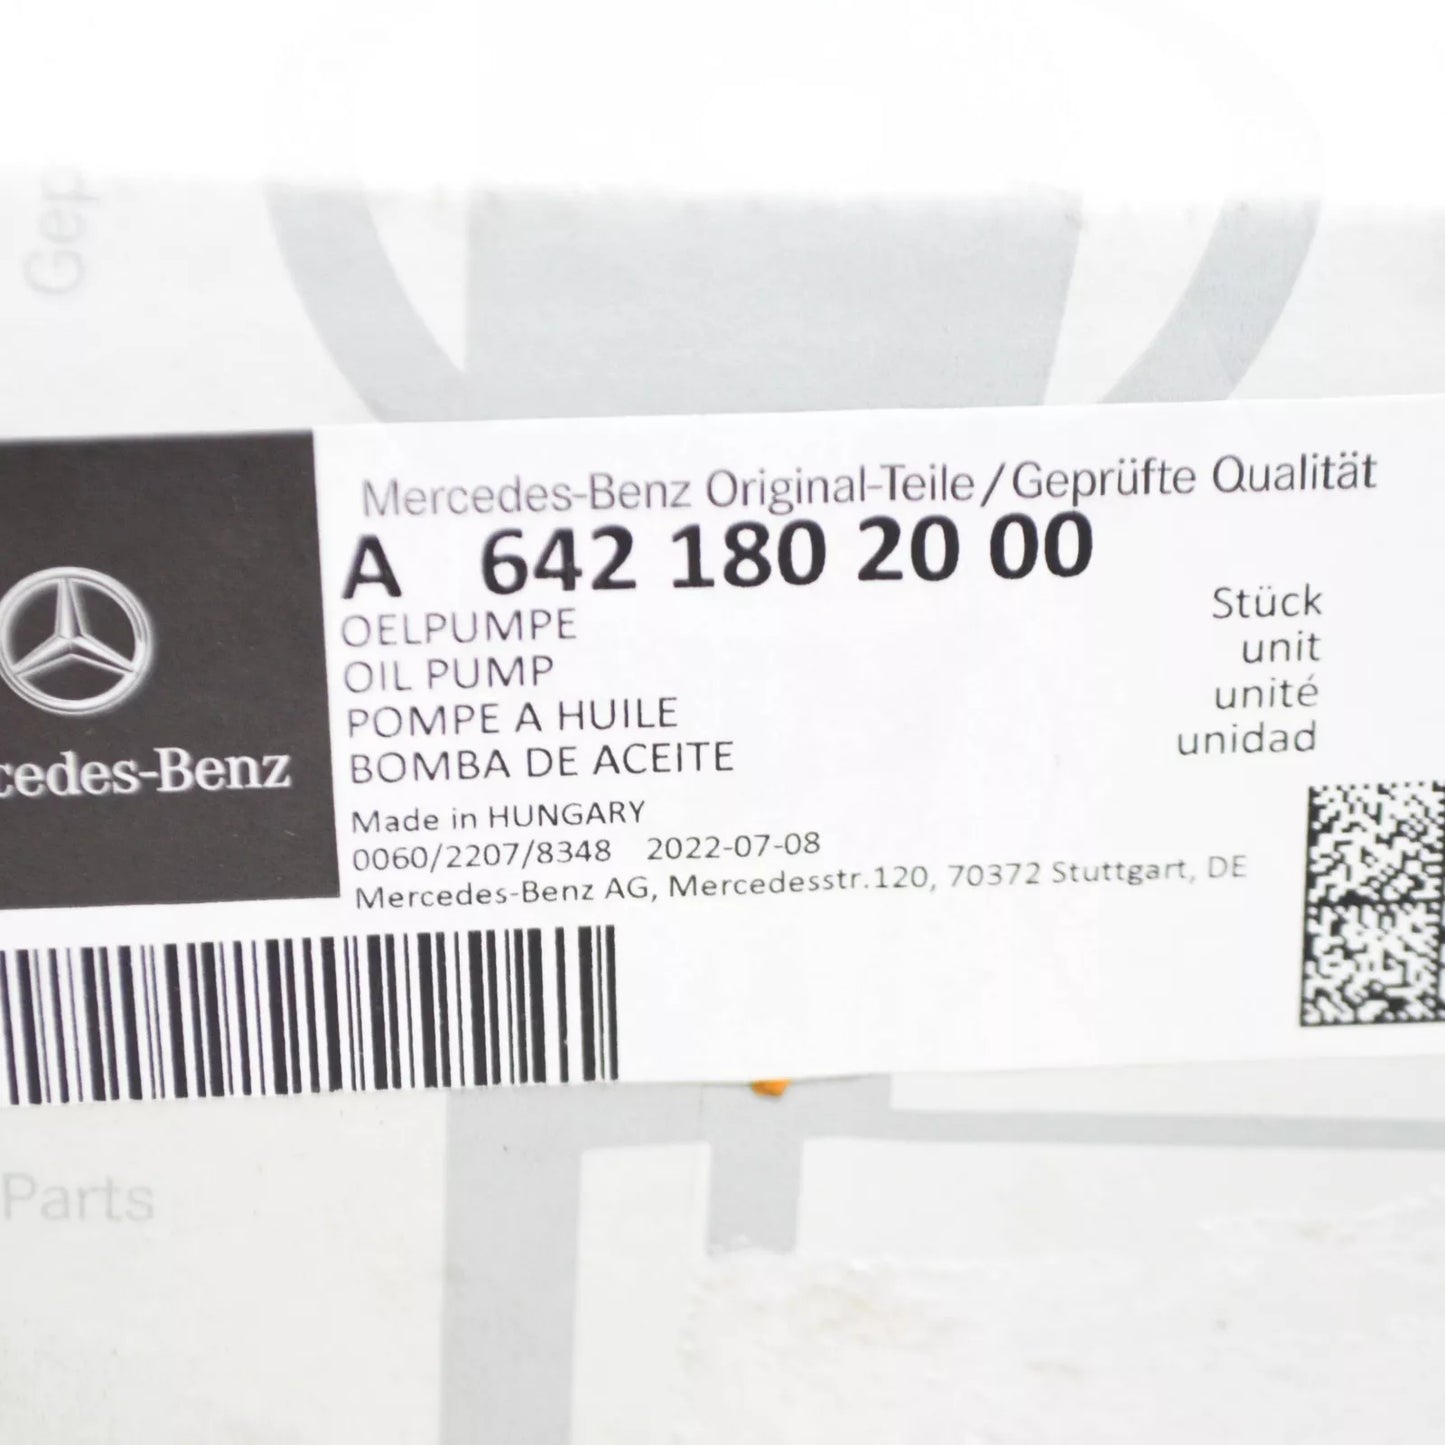 Gep
Mercedes-Benz Original-Teile/Geprüfte Qualität
A 642 180 20 00
OELPUMPE
OIL PUMP
POMPE A HUILE
BOMBA DE ACEITE
Stück
unit
unité
unidad
cedes-Benz
Made in HUNGARY
0060/2207/8348 2022-07-08
Mercedes-Benz AG, Mercedesstr.120, 70372 Stuttgart, DE
Parts